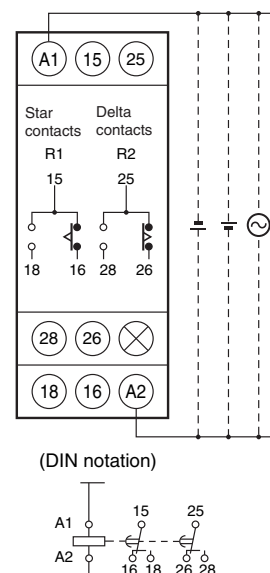 A1 15 25
Star contacts
Delta contacts
R1 R2
15 25
18 16 28 26
28 26
18 16 A2
(DIN notation)
A1 15 25
A2 16 18 26 28